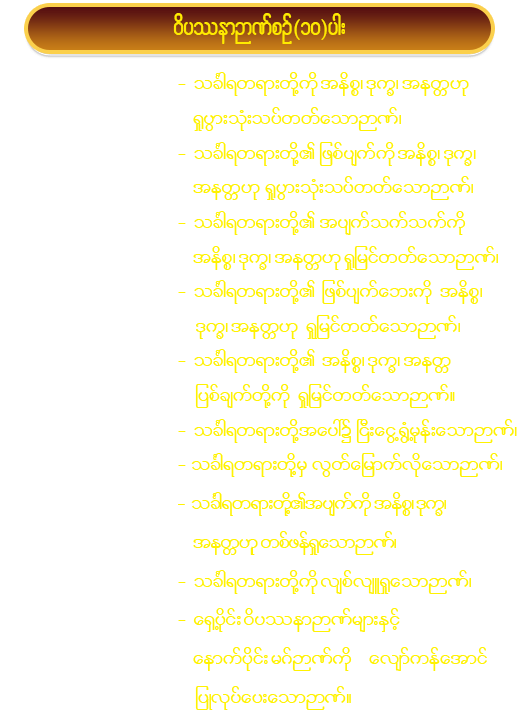 ဝိပဿနာဉာဏ်စဉ်(၁၀)ပါး
- သင်္ခါရတရားတို့ကို အနိစ္စ၊ ဒုက္ခ၊ အနတ္တဟု
ရှုပွားသုံးသပ်တတ်သောဉာဏ်၊
- သင်္ခါရတရားတို့၏ ဖြစ်ပျက်ကို အနိစ္စ၊ ဒုက္ခ၊
အနတ္တဟု ရှုပွားသုံးသပ်တတ်သောဉာဏ်၊
- သင်္ခါရတရားတို့၏ အပျက်သက်သက်ကို
အနိစ္စ၊ ဒုက္ခ၊ အနတ္တဟု ရှုမြင်တတ်သောဉာဏ်၊
- သင်္ခါရတရားတို့၏ ဖြစ်ပျက်ဘေးကို အနိစ္စ၊
ဒုက္ခ၊ အနတ္တဟု ရှုမြင်တတ်သောဉာဏ်၊
- သင်္ခါရတရားတို့၏ အနိစ္စ၊ ဒုက္ခ၊ အနတ္တ
ပြစ်ချက်တို့ကို ရှုမြင်တတ်သောဉာဏ်။
- သင်္ခါရတရားတို့အပေါ်၌ ငြီးငွေ့ရွံ့မုန်းသောဉာဏ်၊
- သင်္ခါရတရားတို့မှ လွတ်မြောက်လိုသောဉာဏ်၊
- သင်္ခါရတရားတို့၏အပျက်ကို အနိစ္စ၊ ဒုက္ခ၊
အနတ္တဟု တစ်ဖန်ရှုသောဉာဏ်၊
- သင်္ခါရတရားတို့ကို လျစ်လျူရှုသောဉာဏ်၊
- ရှေ့ပိုင်း ဝိပဿနာဉာဏ်များနှင့်
နောက်ပိုင်း မဂ်ဉာဏ်ကို လျော်ကန်အောင်
ပြုလုပ်ပေးသောဉာဏ်။